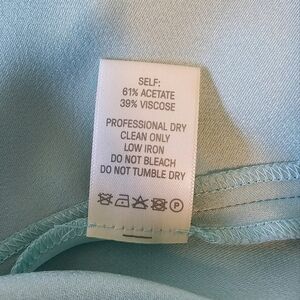 SELF:
61% ACETATE
39% VISCOSE
PROFESSIONAL DRY
CLEAN ONLY
LOW IRON
DO NOT BLEACH
DO NOT TUMBLE DRY
P